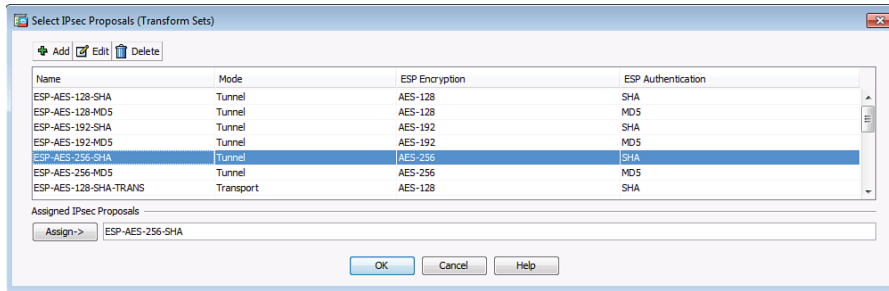 Select IPsec Proposals (Transform Sets)
Add Edit Delete
Name Mode ESP Encryption ESP Authentication
ESP-AES-128-SHA Tunnel AES-128 SHA
ESP-AES-128-MD5 Tunnel AES-128 MD5
ESP-AES-192-SHA Tunnel AES-192 SHA
ESP-AES-192-MD5 Tunnel AES-192 MD5
ESP-AES-256-SHA Tunnel AES-256 SHA
ESP-AES-256-MD5 Tunnel AES-256 MD5
ESP-AES-128-SHA-TRANS Transport AES-128 SHA
Assigned IPsec Proposals
Assign-> ESP-AES-256-SHA
OK Cancel Help